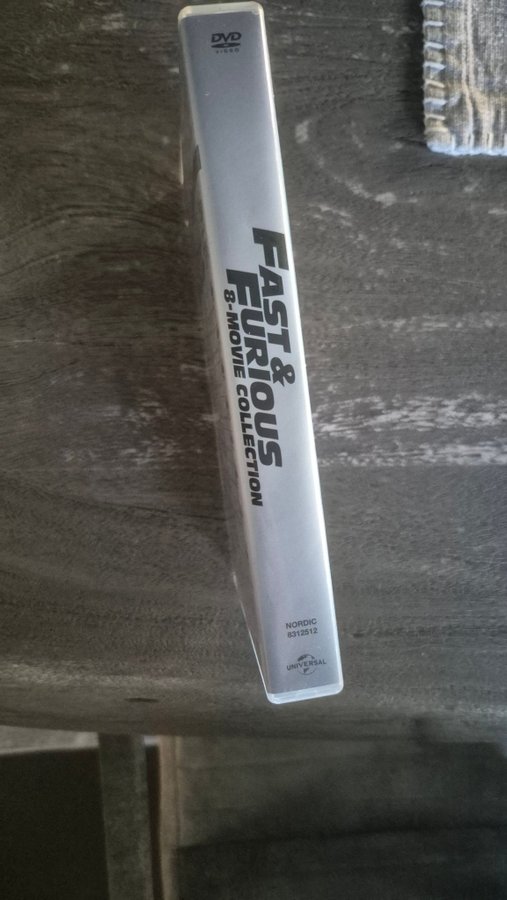 DVD
VIDEO
FAST &
FURIOUS
8-MOVIE COLLECTION
NORDIC
8312512
UNIVERSAL